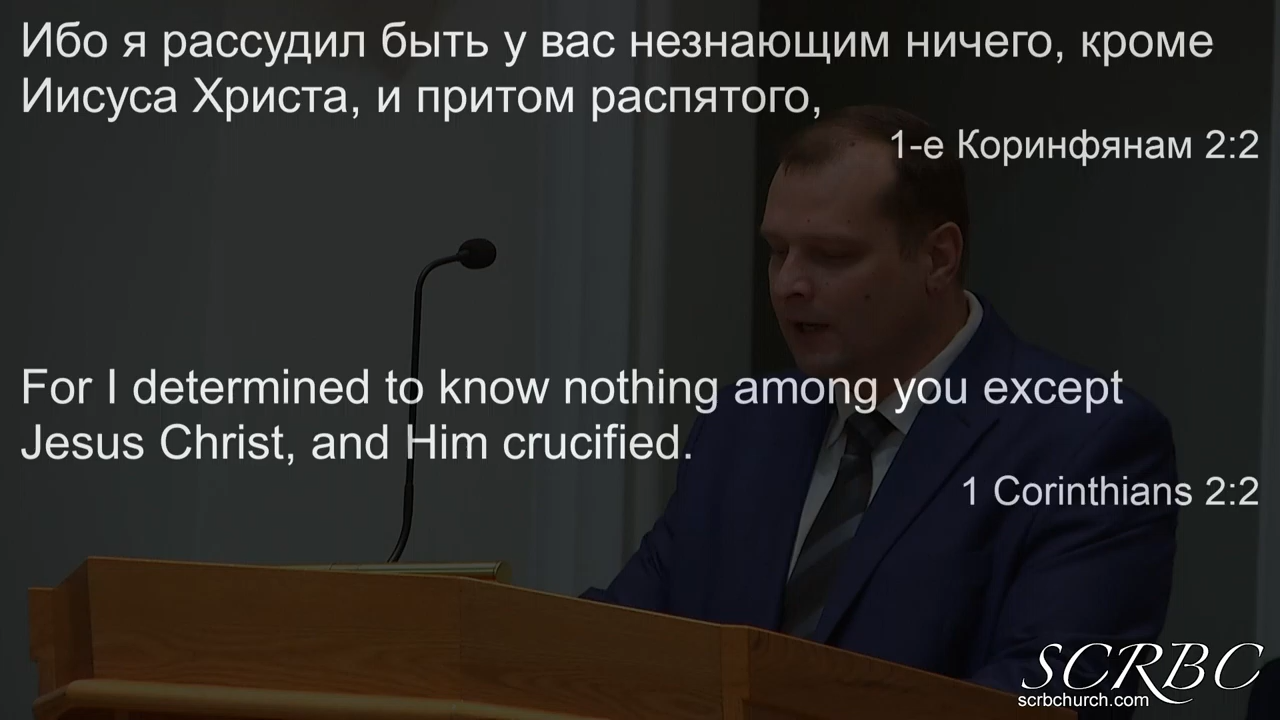 Ибо я рассудил быть у вас незнающим ничего, кроме
Иисуса Христа, и притом распятого,
1-е Коринфянам 2:2
For I determined to know nothing among you except
Jesus Christ, and Him crucified.
1 Corinthians 2:2
SCRBC
scrbchurch.com